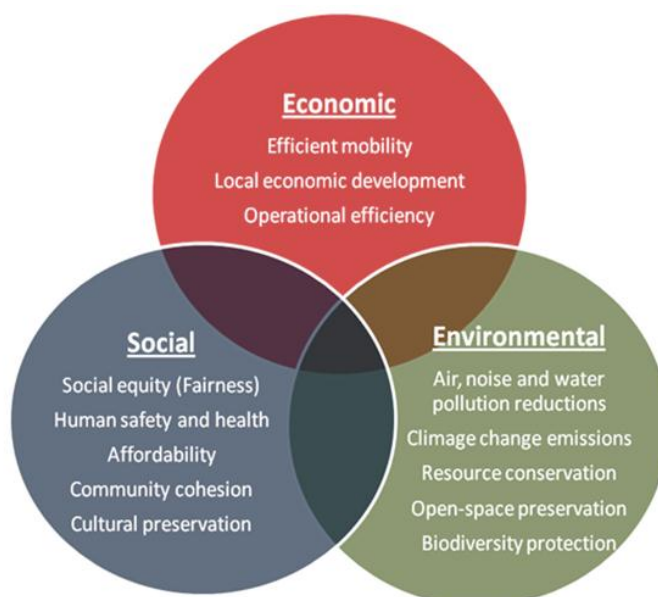 Economic
Efficient mobility
Local economic development
Operational efficiency
Social
Social equity (Fairness)
Human safety and health
Affordability
Community cohesion
Cultural preservation
Environmental
Air, noise and water
pollution reductions
Climage change emissions
Resource conservation
Open-space preservation
Biodiversity protection